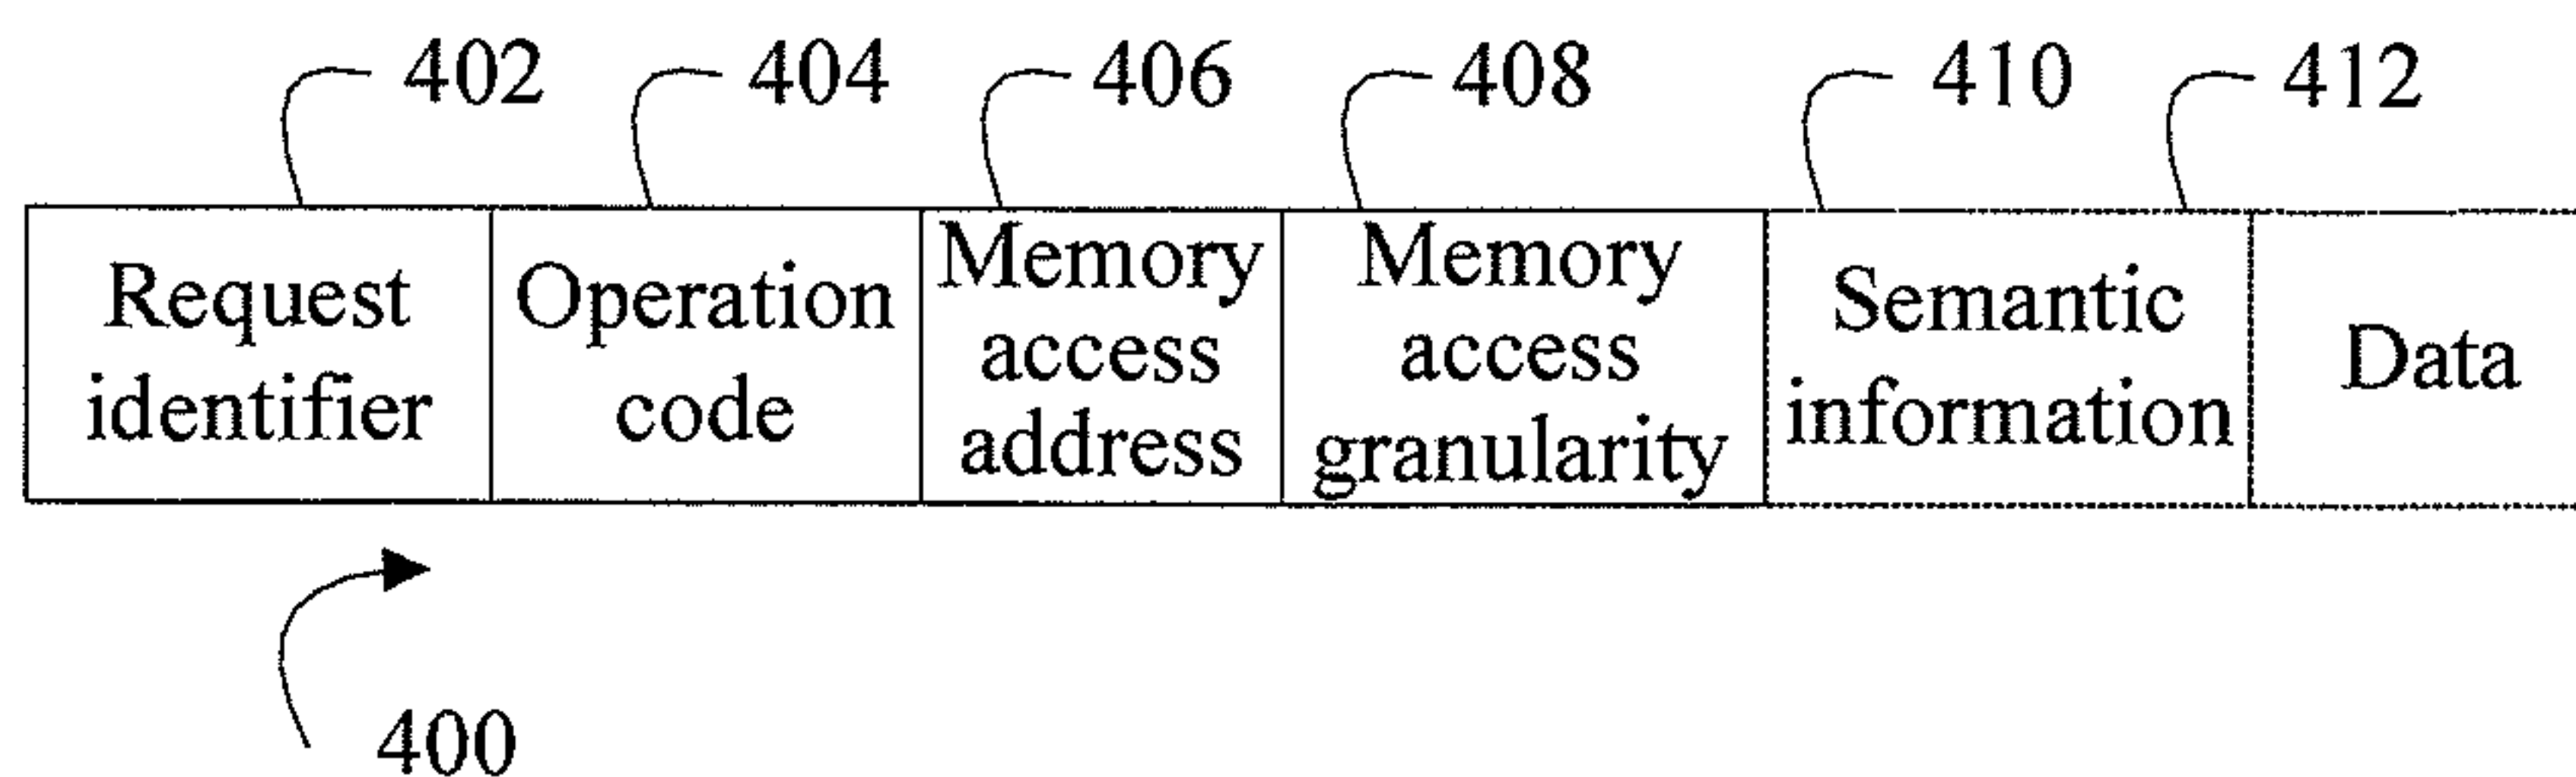 402 404 406 408 410 412
Request identifier
Operation code
Memory access address
Memory access granularity
Semantic information
Data
400